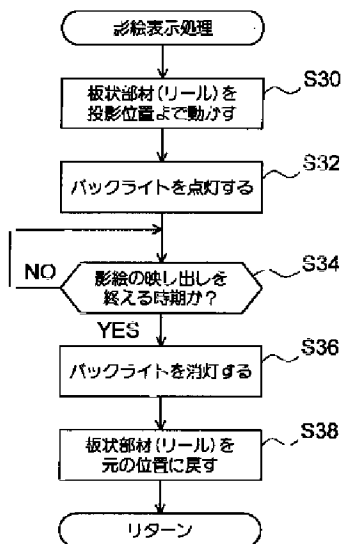 影絵表示処理
S30
板状部材(リール)を
投影位置まで動かす
S32
バックライトを点灯する
S34
影絵の映し出しを
終える時期か?
NO
YES
S36
バックライトを消灯する
S38
板状部材(リール)を
元の位置に戻す
リターン